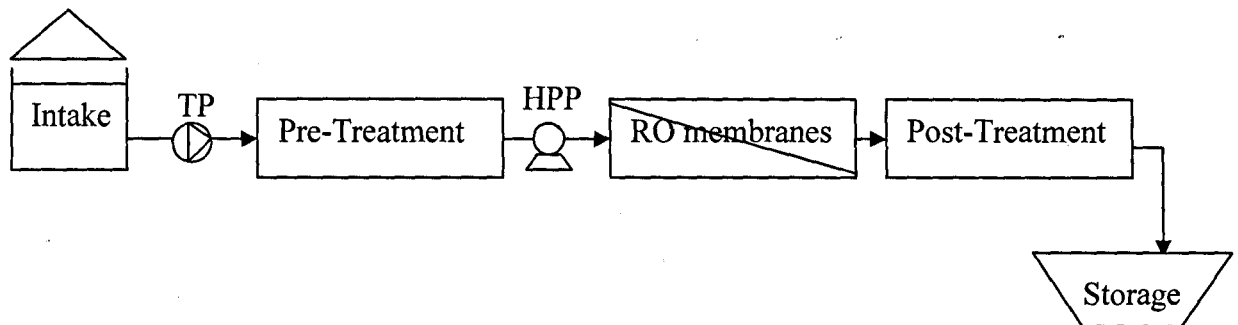 Intake
TP
Pre-Treatment
HPP
RO membranes
Post-Treatment
Storage